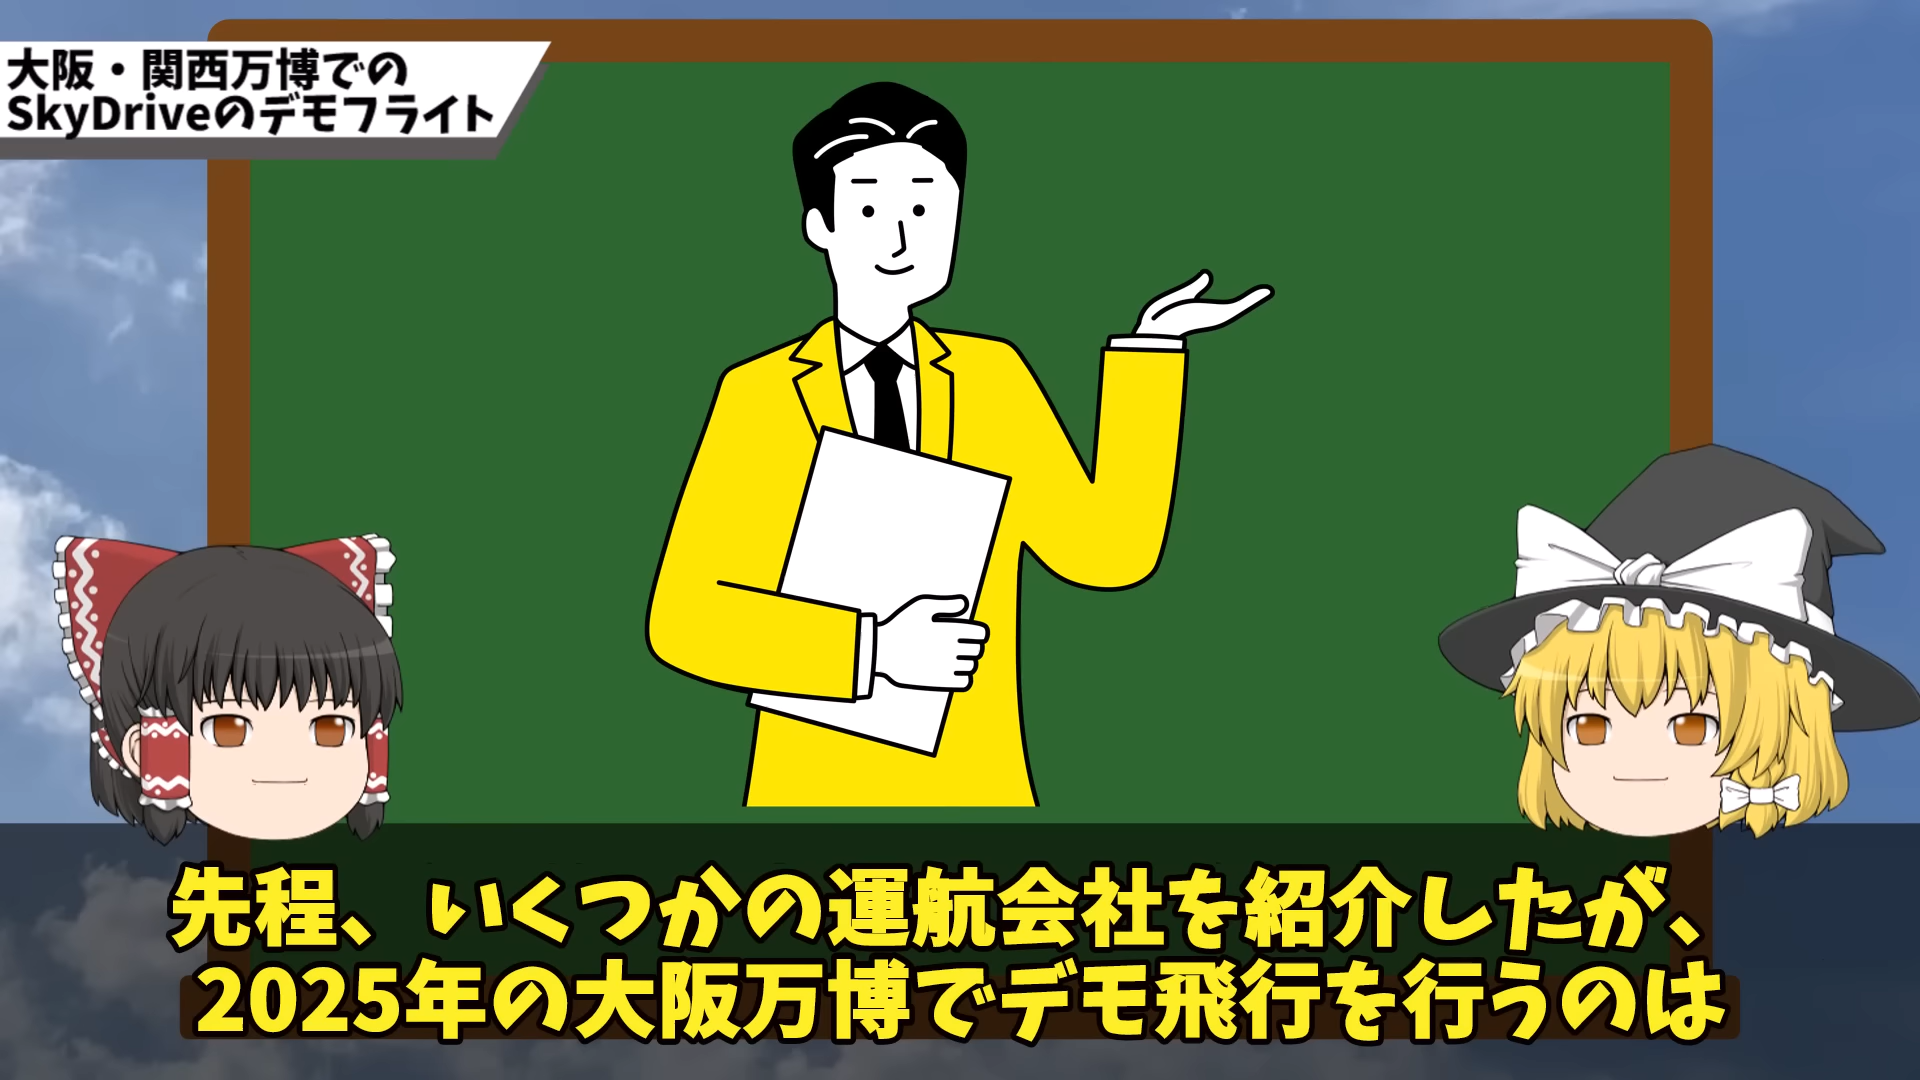 大阪・関西万博での
SkyDriveのデモフライト
先程、いくつかの運航会社を紹介したが、
2025年の大阪万博でデモ飛行を行うのは